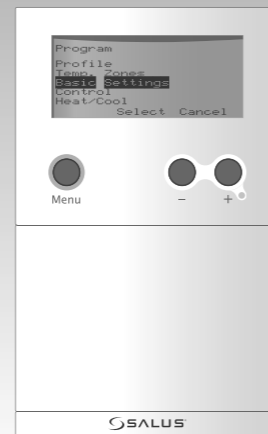 Program
Profile
Temp. Zones
Basic Settings
Control
Heat/Cool
Select Cancel
Menu
- +
SALUS